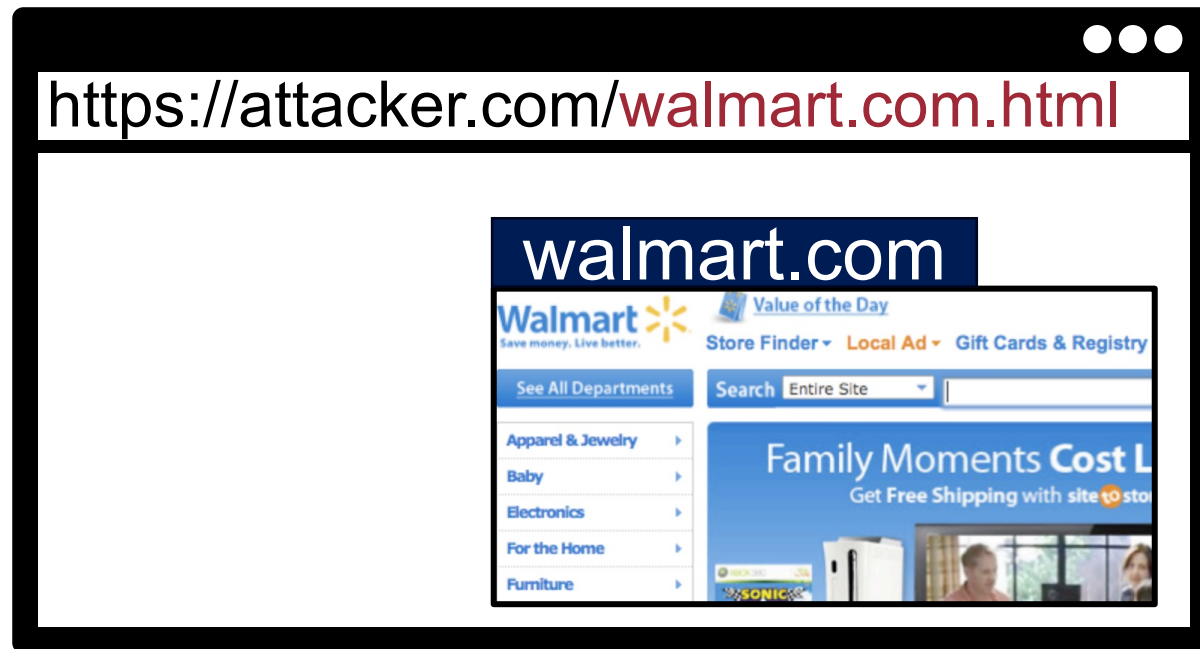 https://attacker.com/walmart.com.html
walmart.com
Walmart
Save money. Live better.
Value of the Day
Store Finder Local Ad Gift Cards & Registry
See All Departments
Search Entire Site
Apparel & Jewelry
Baby
Electronics
For the Home
Furniture
Family Moments Cost L
Get Free Shipping with site to sto
XBOX 360
SONIC